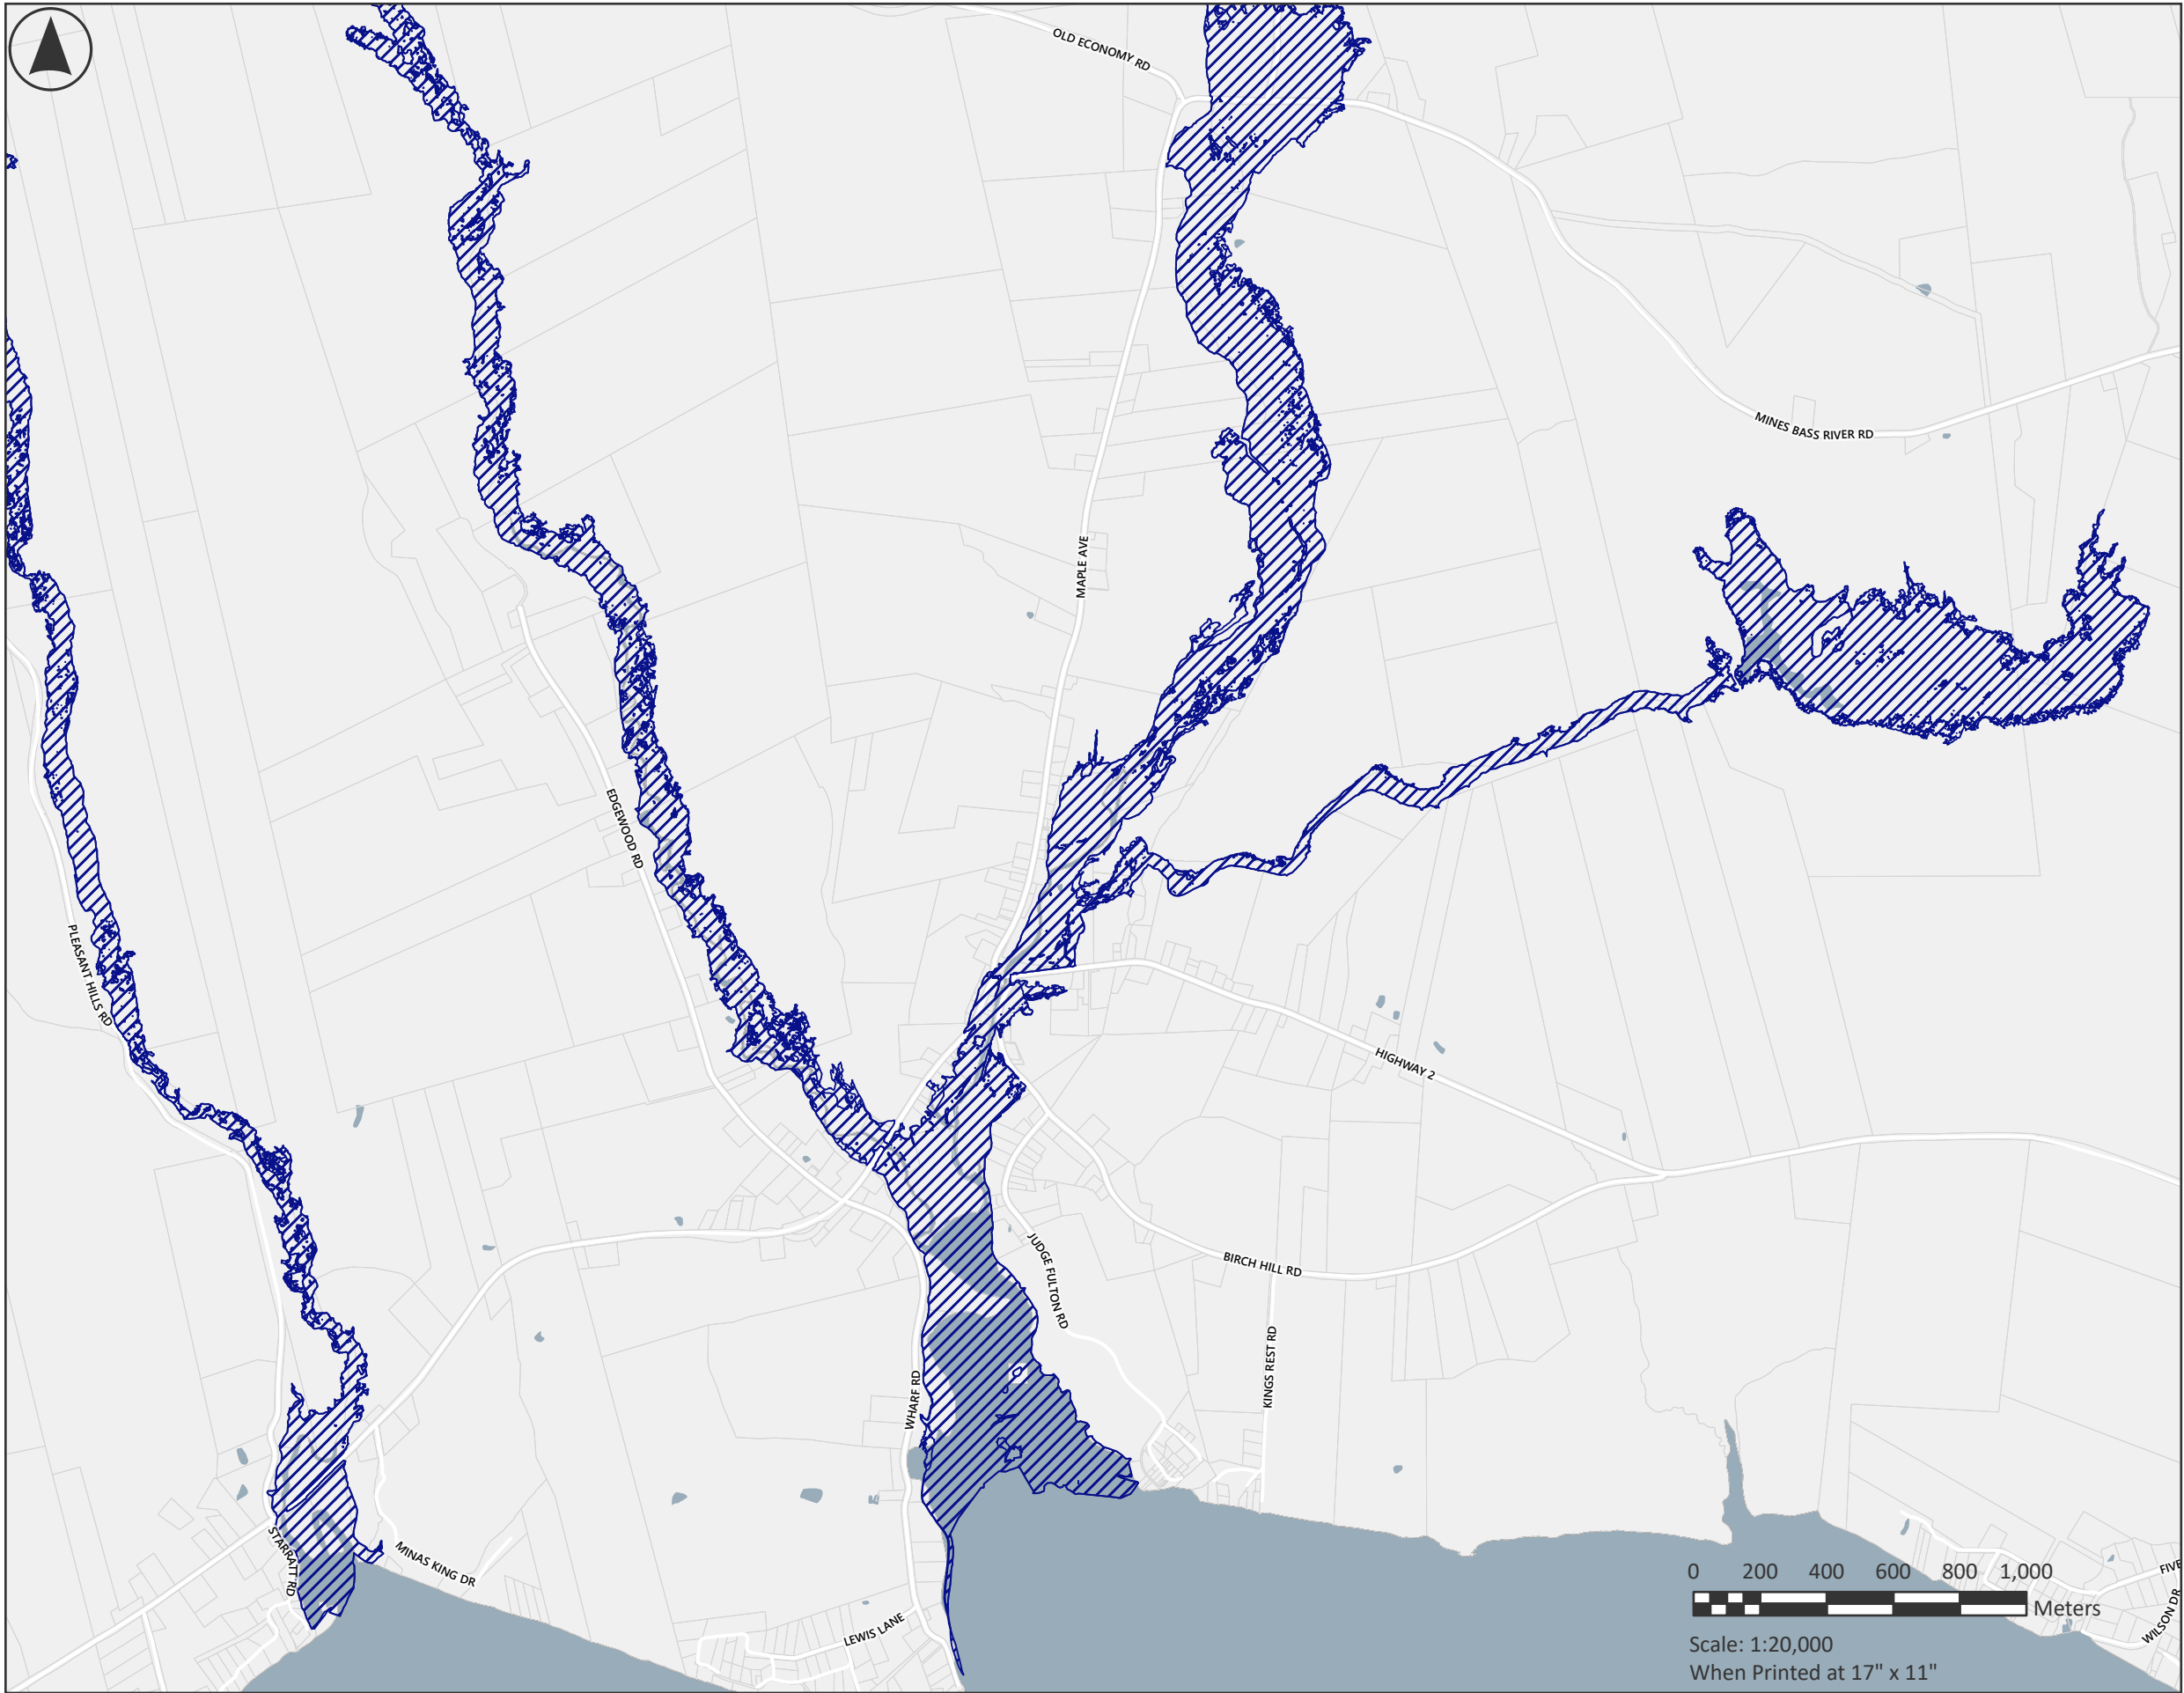 OLD ECONOMY RD
MINES BASS RIVER RD
MAPLE AVE
EDGEWOOD RD
PLEASANT HILLS RD
HIGHWAY 2
JUDGE FULTON RD
BIRCH HILL RD
KINGS REST RD
WHARF RD
STARRATT RD
MINAS KING DR
LEWIS LANE
FIVE
WILSON DR
0 200 400 600 800 1,000
Meters
Scale: 1:20,000
When Printed at 17" x 11"